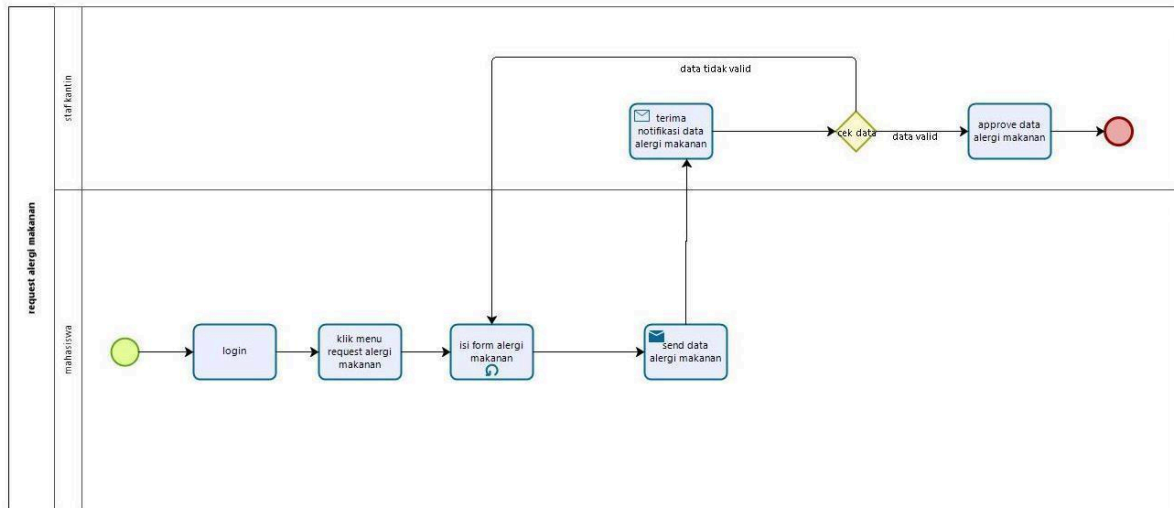 request alergi makanan
staf kantin
data tidak valid
terima
notifikasi data
alergi makanan
cek data
data valid
approve data
alergi makanan
mahasiswa
login
klik menu
request alergi
makanan
isi form alergi
makanan
send data
alergi makanan